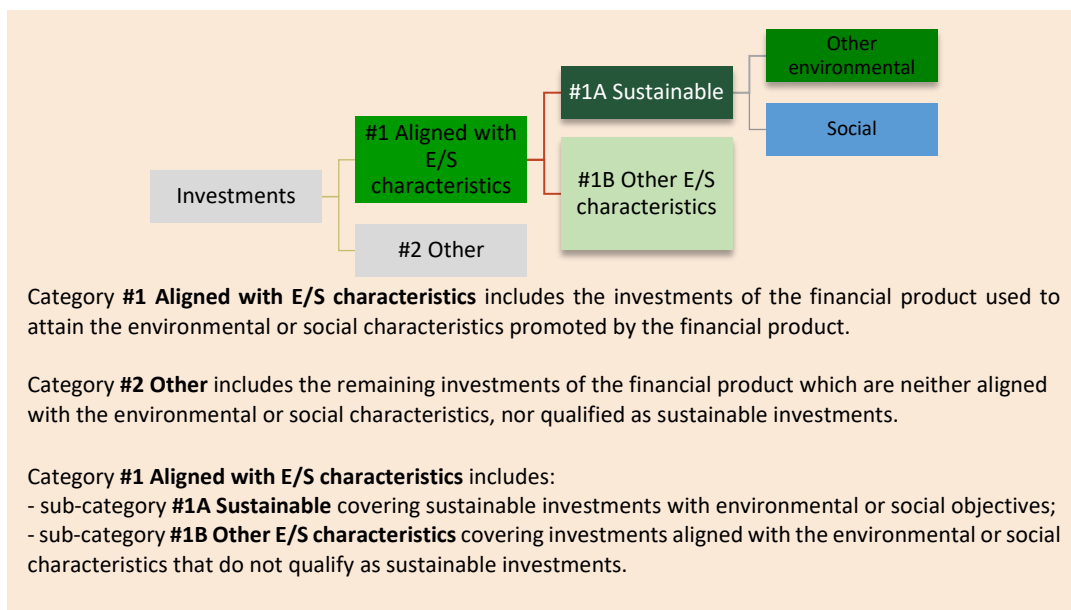 Other
environmental
#1A Sustainable
Social
#1 Aligned with
E/S
characteristics
#1B Other E/S
characteristics
Investments
#2 Other
Category #1 Aligned with E/S characteristics includes the investments of the financial product used to
attain the environmental or social characteristics promoted by the financial product.
Category #2 Other includes the remaining investments of the financial product which are neither aligned
with the environmental or social characteristics, nor qualified as sustainable investments.
Category #1 Aligned with E/S characteristics includes:
- sub-category #1A Sustainable covering sustainable investments with environmental or social objectives;
- sub-category #1B Other E/S characteristics covering investments aligned with the environmental or social
characteristics that do not qualify as sustainable investments.